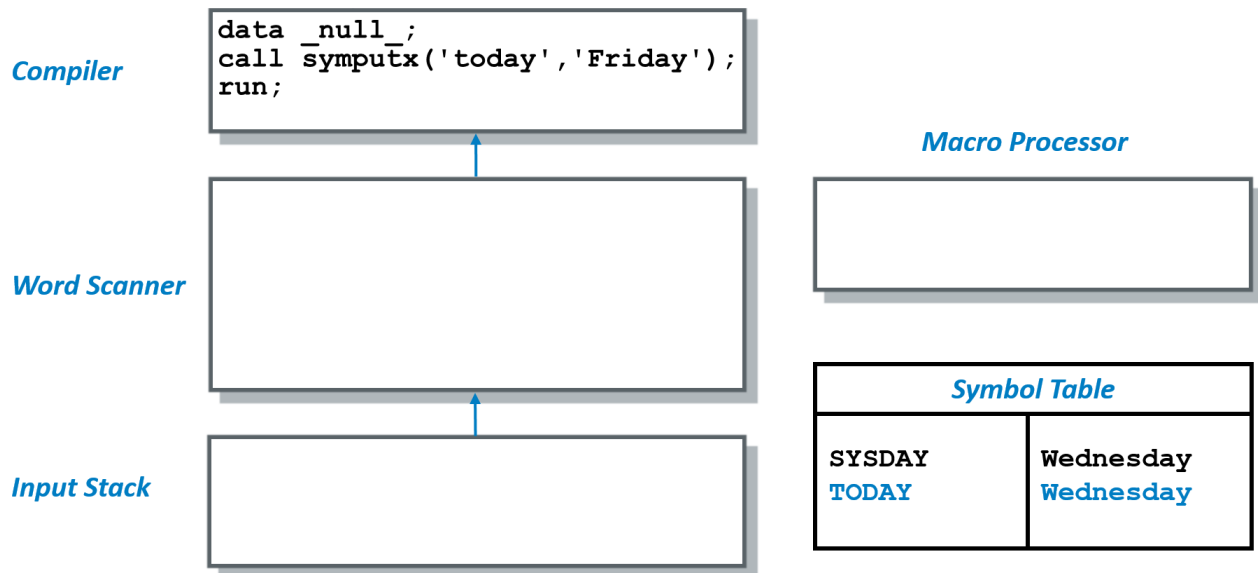 Compiler
data _null_;
call symputx('today','Friday');
run;
Macro Processor
Word Scanner
Symbol Table
SYSDAY Wednesday
TODAY Wednesday
Input Stack